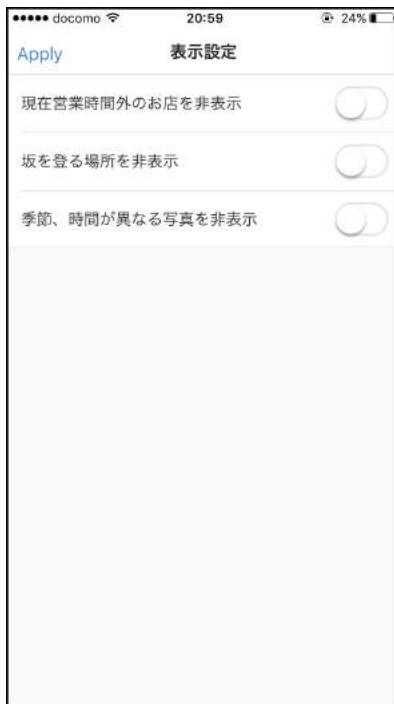 docomo 20:59 24%
Apply 表示設定
現在営業時間外のお店を非表示
坂を登る場所を非表示
季節、時間が異なる写真を非表示